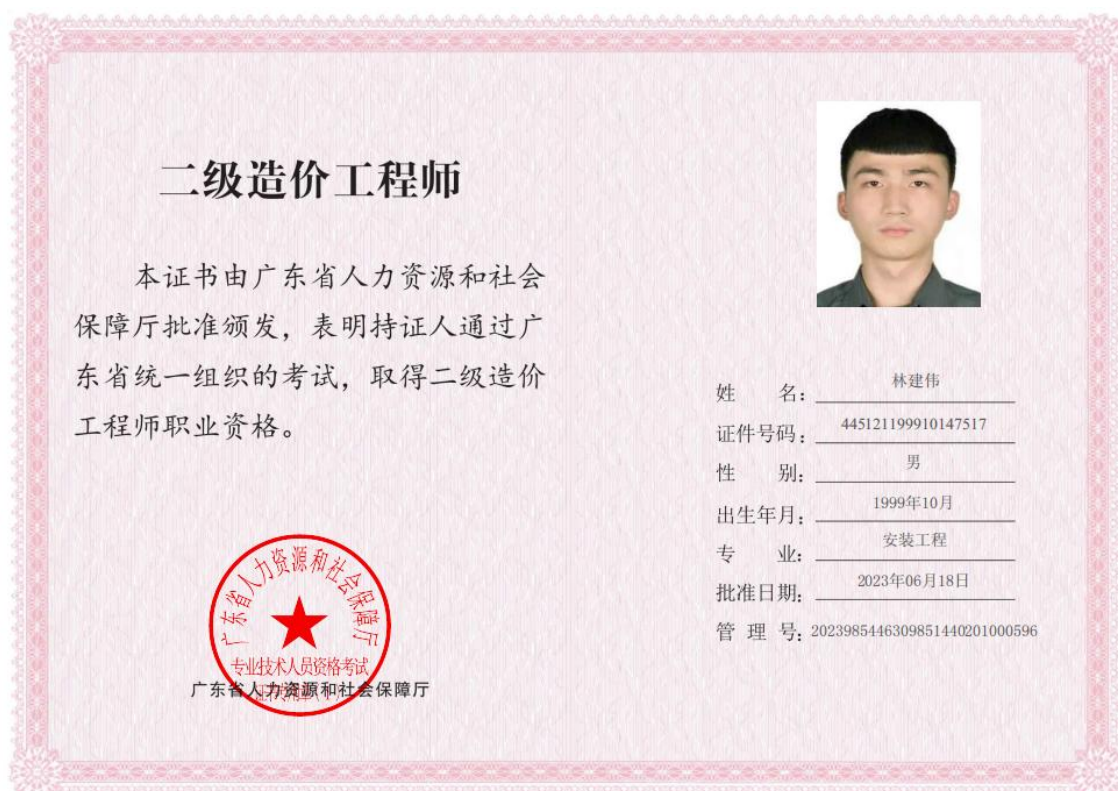 二级造价工程师
本证书由广东省人力资源和社会
保障厅批准颁发，表明持证人通过广
东省统一组织的考试，取得二级造价
工程师职业资格。
广东省人力资源和社会保障厅
专业技术人员资格考试
广东省人力资源和社会保障厅
姓名：林建伟
证件号码：445121199910147517
性别：男
出生年月：1999年10月
专业：安装工程
批准日期：2023年06月18日
管理号：2023985446309851440201000596